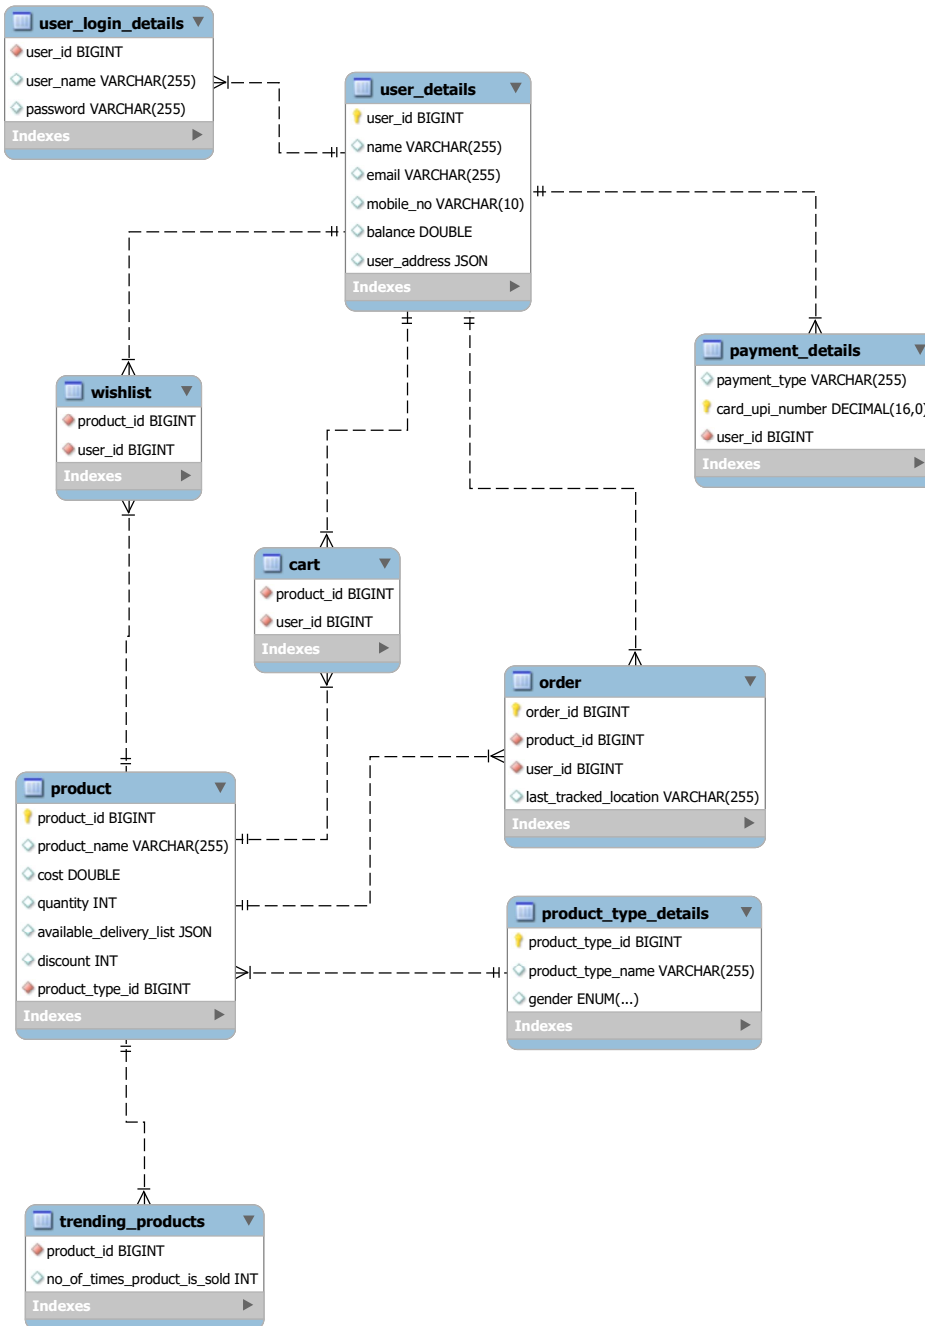 user_login_details
user_id BIGINT
user_name VARCHAR(255)
password VARCHAR(255)
Indexes
user_details
user_id BIGINT
name VARCHAR(255)
email VARCHAR(255)
mobile_no VARCHAR(10)
balance DOUBLE
user_address JSON
Indexes
payment_details
payment_type VARCHAR(255)
card_upi_number DECIMAL(16,0)
user_id BIGINT
Indexes
wishlist
product_id BIGINT
user_id BIGINT
Indexes
cart
product_id BIGINT
user_id BIGINT
Indexes
order
order_id BIGINT
product_id BIGINT
user_id BIGINT
last_tracked_location VARCHAR(255)
Indexes
product
product_id BIGINT
product_name VARCHAR(255)
cost DOUBLE
quantity INT
available_delivery_list JSON
discount INT
product_type_id BIGINT
Indexes
product_type_details
product_type_id BIGINT
product_type_name VARCHAR(255)
gender ENUM(...)
Indexes
trending_products
product_id BIGINT
no_of_times_product_is_sold INT
Indexes